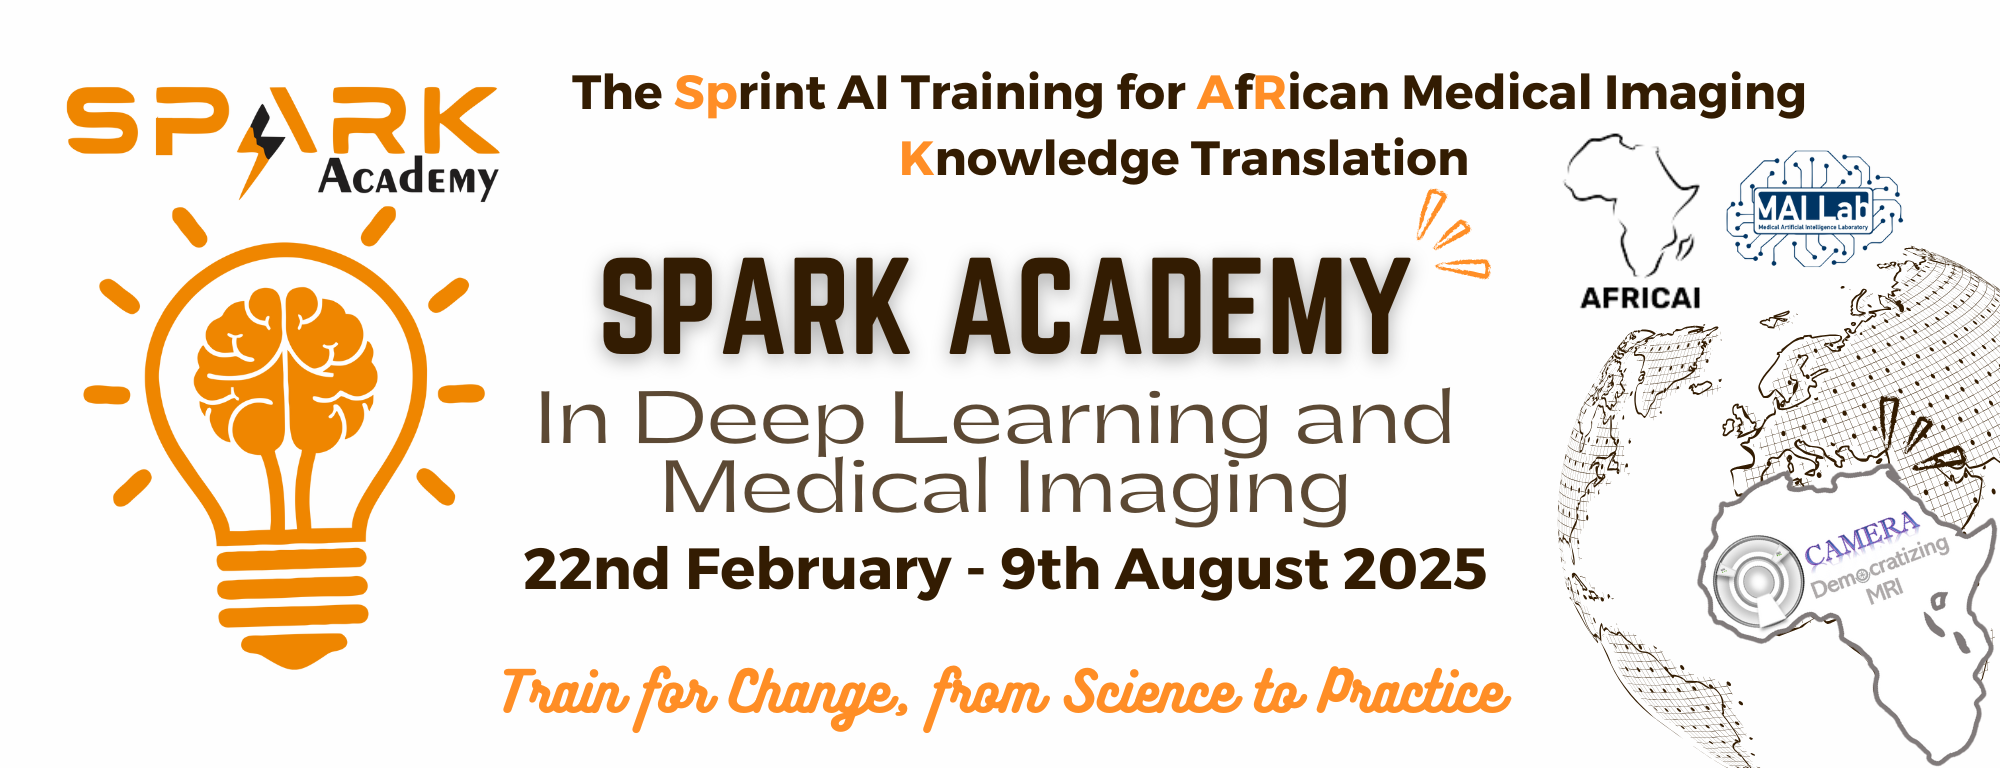 SPARK
Academy
The Sprint AI Training for AfRican Medical Imaging
Knowledge Translation
AFRICAI
MAI Lab
Medical Artificial Intelligence Laboratory
SPARK ACADEMY
In Deep Learning and
Medical Imaging
22nd February - 9th August 2025
Train for Change, from Science to Practice
CAMERA
Democratizing
MRI